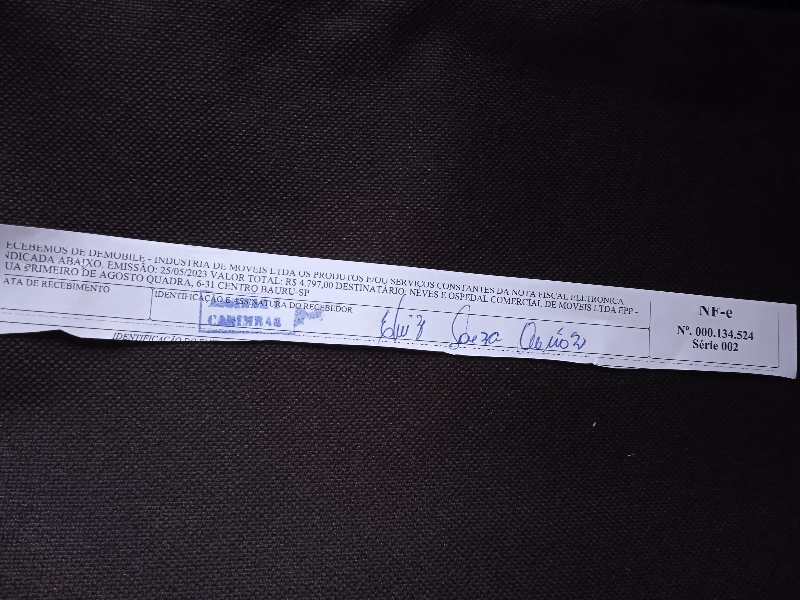 ECEBEMOS DE DEMOBILE - INDUSTRIA DE MOVEIS LTDA OS PRODUTOS E/OU SERVIÇOS CONSTANTES DA NOTA FISCAL ELETRONICA
NDICADA ABAIXO. EMISSÃO: 25/05/2023 VALOR TOTAL: R$ 4.797,00 DESTINATÁRIO: NEVES E OSPEDAL COMERCIAL DE MOVEIS LTDA EPP -
UA PRIMEIRO DE AGOSTO QUADRA, 6-31 CENTRO BAURU-SP
ATA DE RECEBIMENTO
IDENTIFICAÇÃO E ASSINATURA DO RECEBEDOR
NF-e
Nº. 000.134.524
Série 002